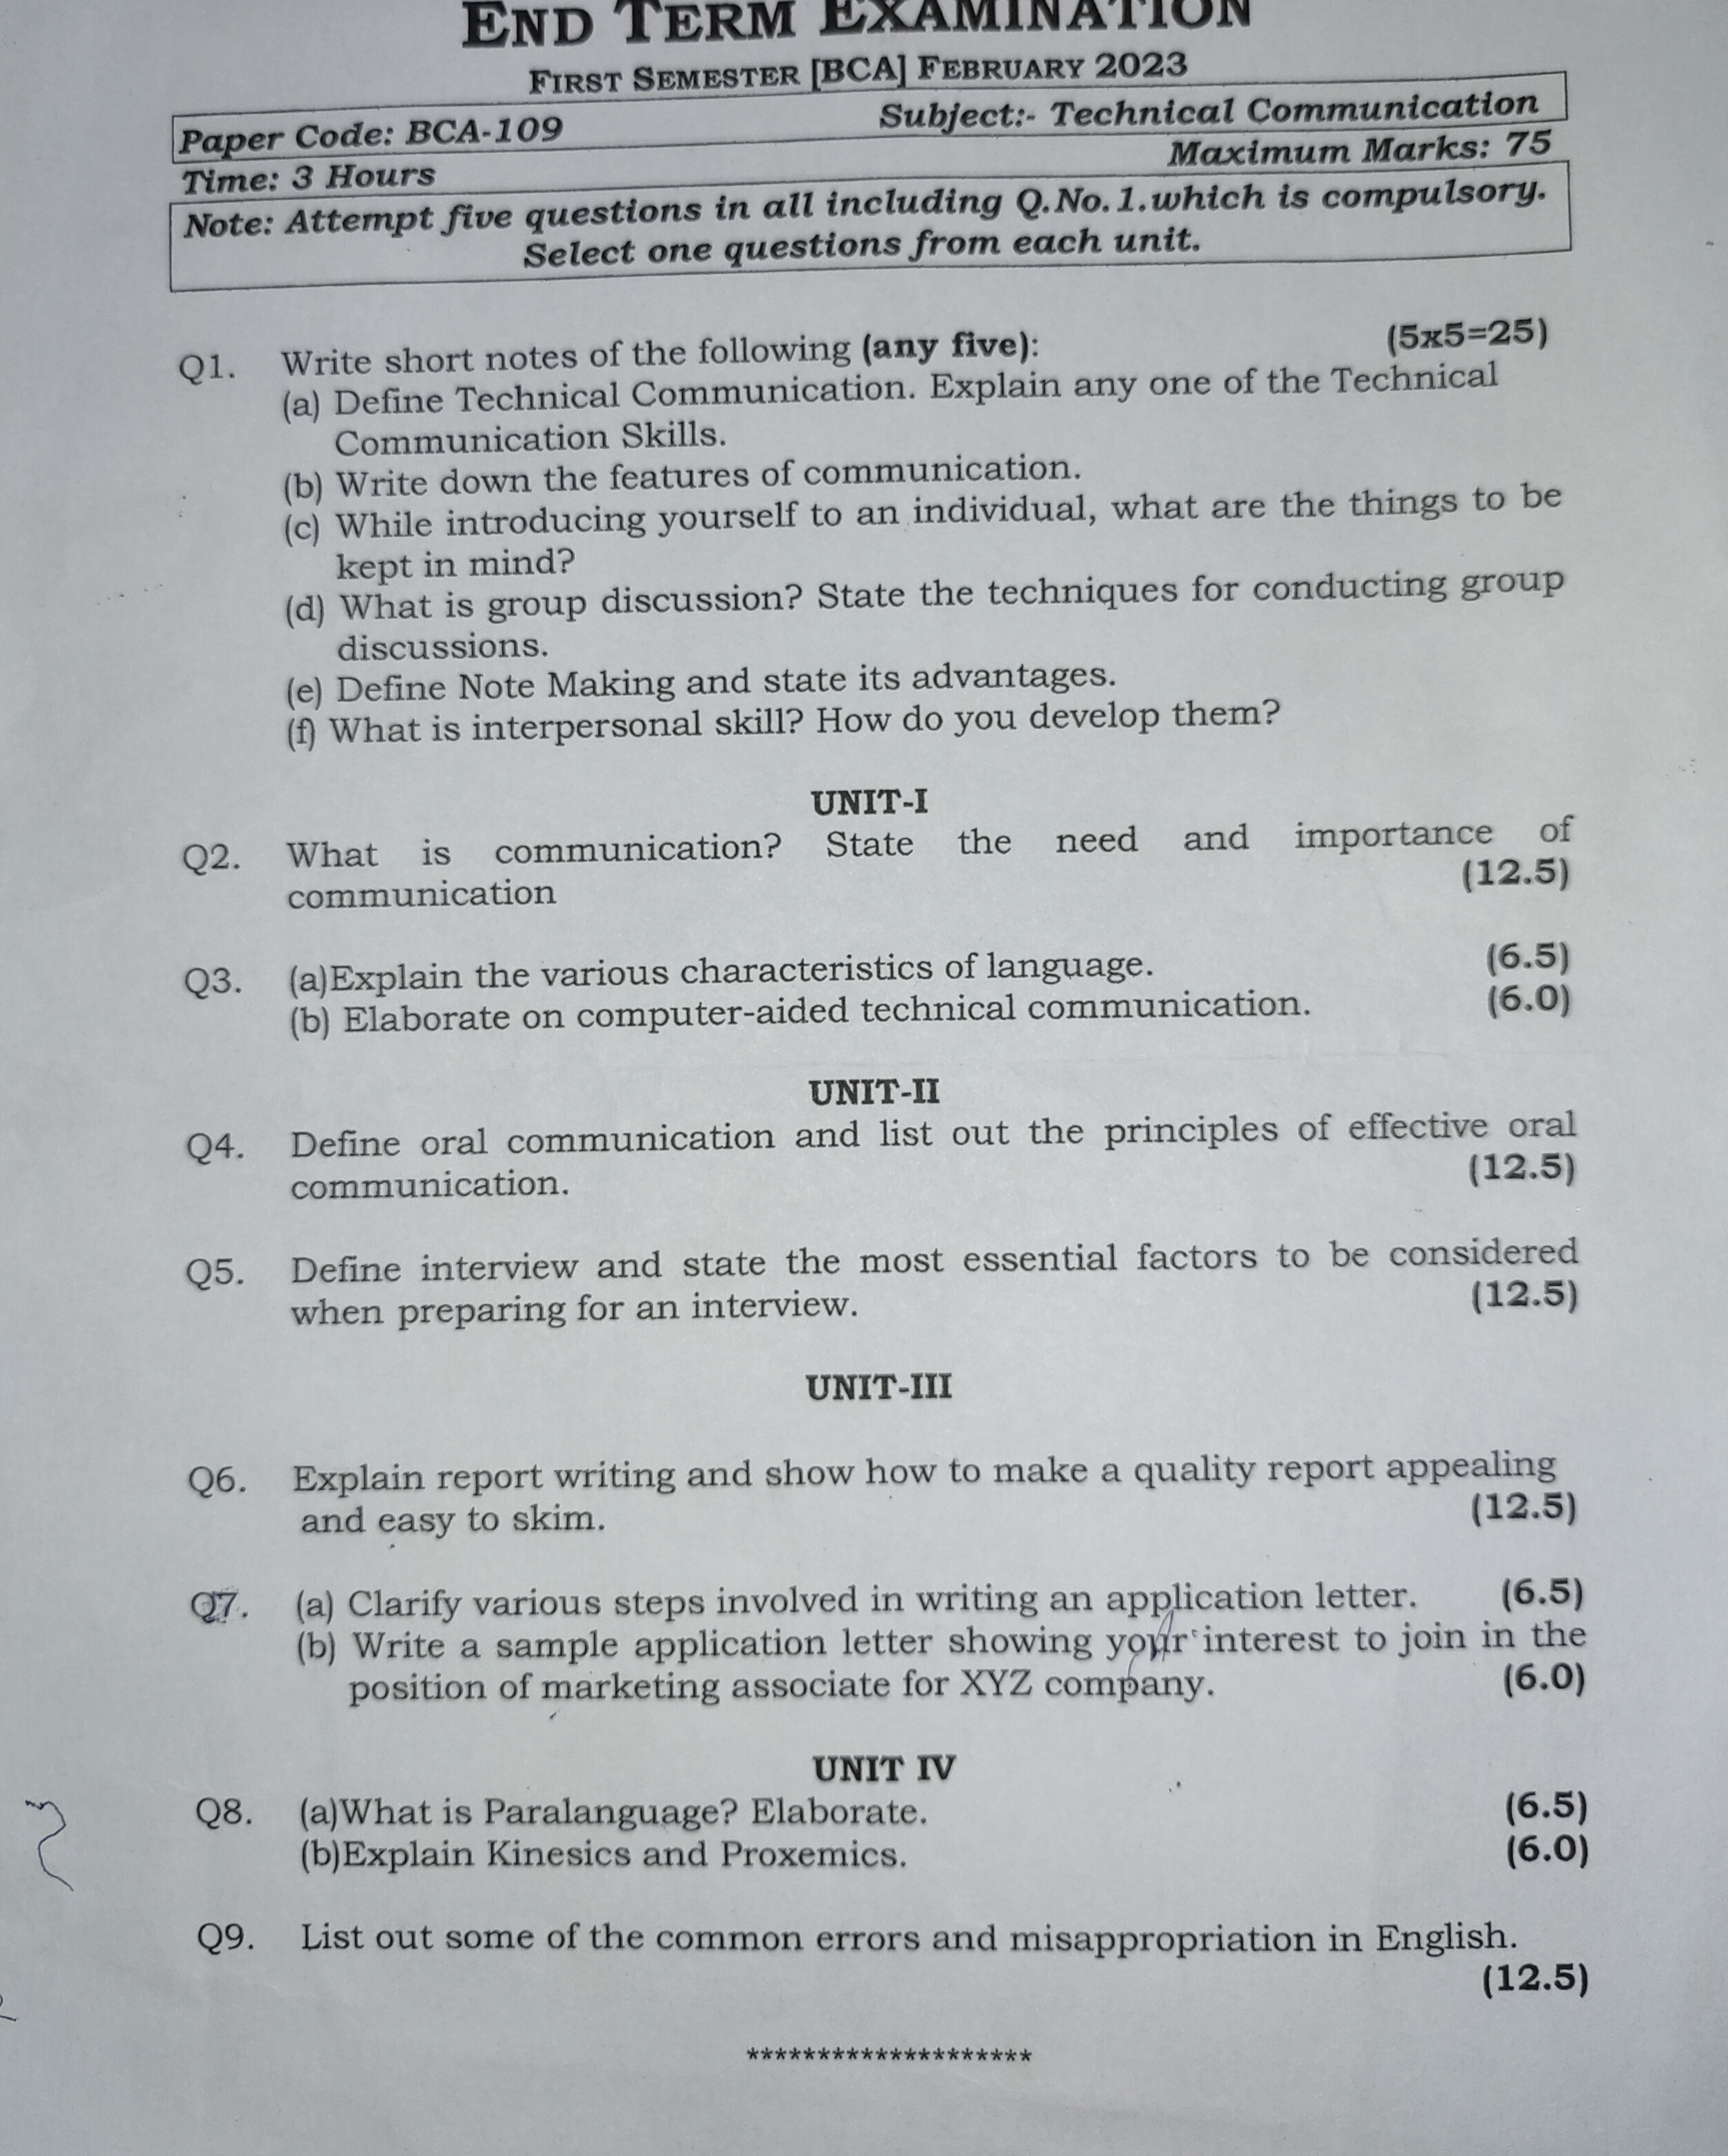 END TERM EXAMINATION
FIRST SEMESTER [BCA] FEBRUARY 2023
Paper Code: BCA-109 Subject:- Technical Communication
Time: 3 Hours Maximum Marks: 75
Note: Attempt five questions in all including Q.No.1.which is compulsory.
Select one questions from each unit.
Q1. Write short notes of the following (any five): (5x5=25)
(a) Define Technical Communication. Explain any one of the Technical
Communication Skills.
(b) Write down the features of communication.
(c) While introducing yourself to an individual, what are the things to be
kept in mind?
(d) What is group discussion? State the techniques for conducting group
discussions.
(e) Define Note Making and state its advantages.
(f) What is interpersonal skill? How do you develop them?
UNIT-I
Q2. What is communication? State the need and importance of
communication (12.5)
Q3. (a)Explain the various characteristics of language. (6.5)
(b) Elaborate on computer-aided technical communication. (6.0)
UNIT-II
Q4. Define oral communication and list out the principles of effective oral
communication. (12.5)
Q5. Define interview and state the most essential factors to be considered
when preparing for an interview. (12.5)
UNIT-III
Q6. Explain report writing and show how to make a quality report appealing
and easy to skim. (12.5)
Q7. (a) Clarify various steps involved in writing an application letter. (6.5)
(b) Write a sample application letter showing your interest to join in the
position of marketing associate for XYZ company. (6.0)
UNIT IV
Q8. (a)What is Paralanguage? Elaborate. (6.5)
(b)Explain Kinesics and Proxemics. (6.0)
Q9. List out some of the common errors and misappropriation in English.
(12.5)
********************